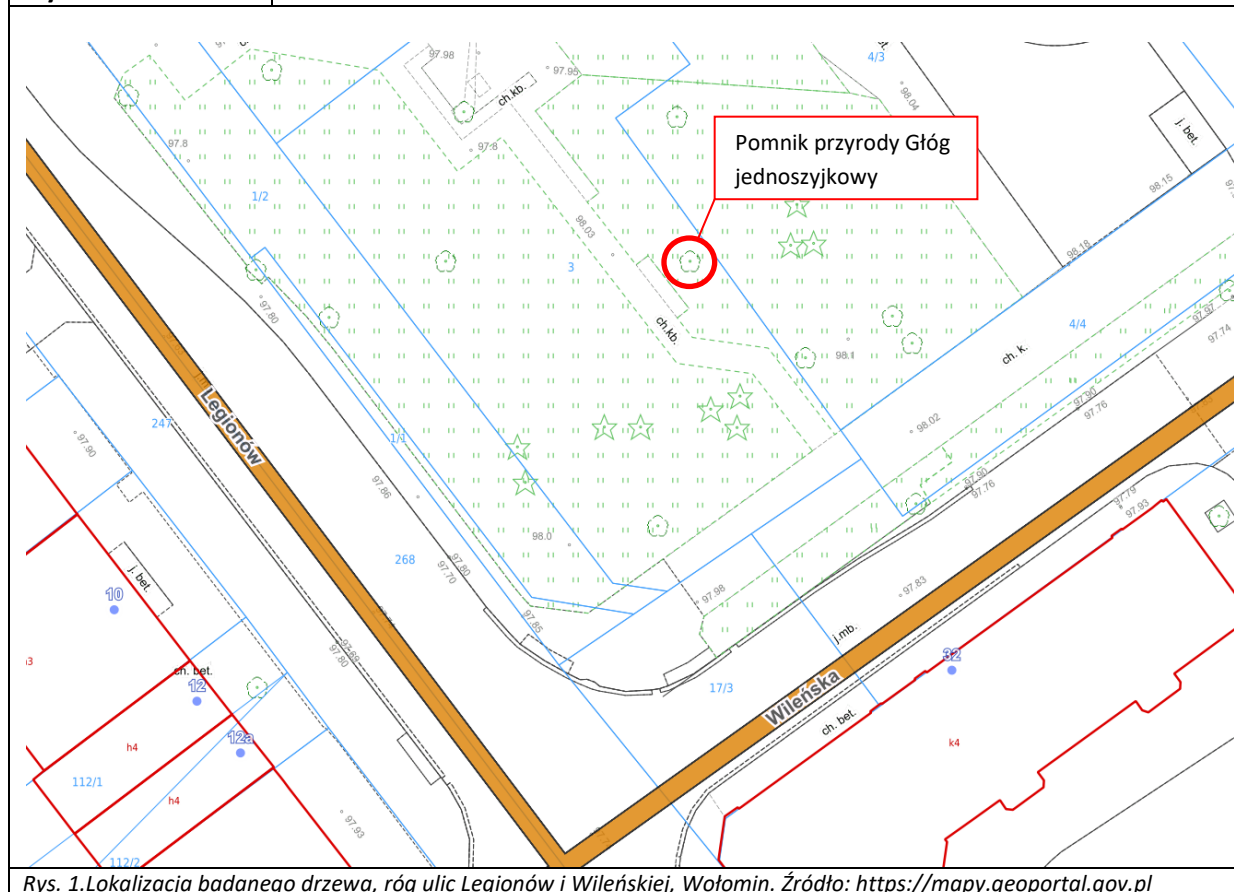 97.98
97.95
ch.kb.
4/3
98.04
j. bet.
Pomnik przyrody Głóg
jednoszyjkowy
97.8
97.8
98.15
1/2
98.03
3
98.18
97.80
ch.kb.
98.1
4/4
97.97
97.74
ch. k.
97.90
97.76
Legionów
247
97.90
1/1
98.02
97.86
97.90
97.76
97.79
97.93
98.0
268
97.80
97.70
j. bet.
10
97.98
97.83
97.85
j.mb.
97.89
97.80
ch. bet.
12
32
17/3
Wileńska
ch. bet.
12a
h4
k4
112/1
h4
97.93
112/2
Rys. 1.Lokalizacja badanego drzewa, róg ulic Legionów i Wileńskiej, Wołomin. Źródło: https://mapy.geoportal.gov.pl